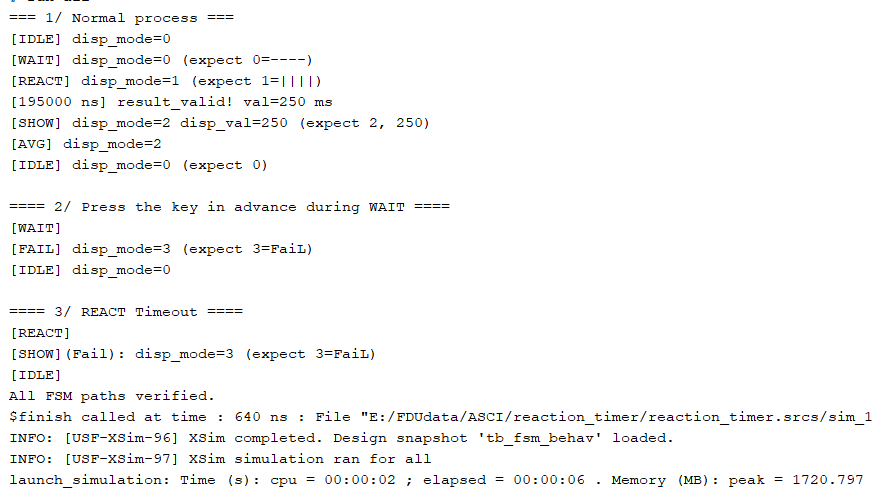 === 1/ Normal process ===
[IDLE] disp_mode=0
[WAIT] disp_mode=0 (expect 0=----)
[REACT] disp_mode=1 (expect 1=||||)
[195000 ns] result_valid! val=250 ms
[SHOW] disp_mode=2 disp_val=250 (expect 2, 250)
[AVG] disp_mode=2
[IDLE] disp_mode=0 (expect 0)
==== 2/ Press the key in advance during WAIT ====
[WAIT]
[FAIL] disp_mode=3 (expect 3=FaiL)
[IDLE] disp_mode=0
==== 3/ REACT Timeout ====
[REACT]
[SHOW](Fail): disp_mode=3 (expect 3=FaiL)
[IDLE]
All FSM paths verified.
$finish called at time : 640 ns : File "E:/FDUdata/ASCI/reaction_timer/reaction_timer.srcs/sim_1
INFO: [USF-XSim-96] XSim completed. Design snapshot 'tb_fsm_behav' loaded.
INFO: [USF-XSim-97] XSim simulation ran for all
launch_simulation: Time (s): cpu = 00:00:02 ; elapsed = 00:00:06 . Memory (MB): peak = 1720.797